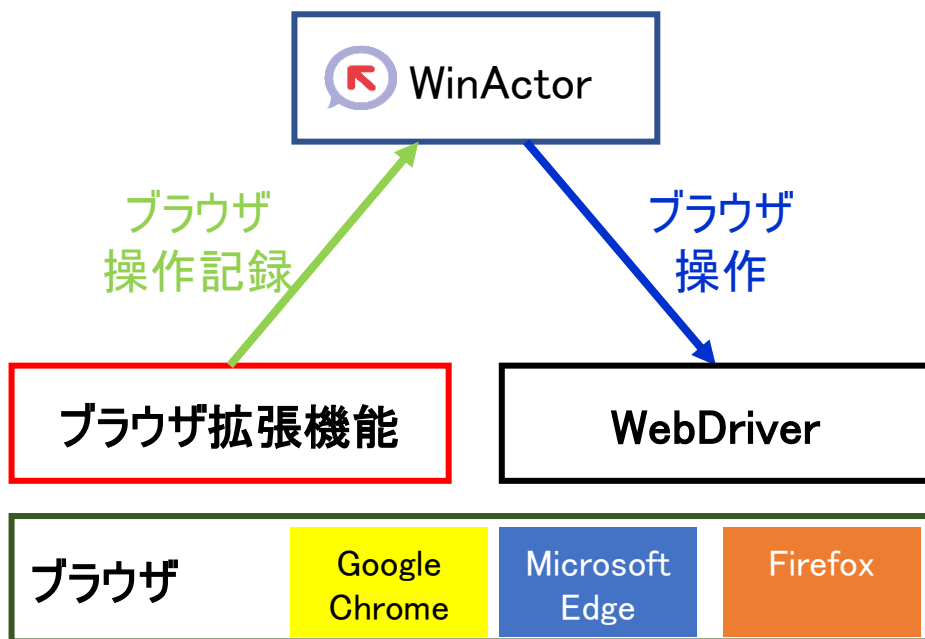 WinActor
ブラウザ
操作記録
ブラウザ
操作
ブラウザ拡張機能
WebDriver
ブラウザ
Google
Chrome
Microsoft
Edge
Firefox